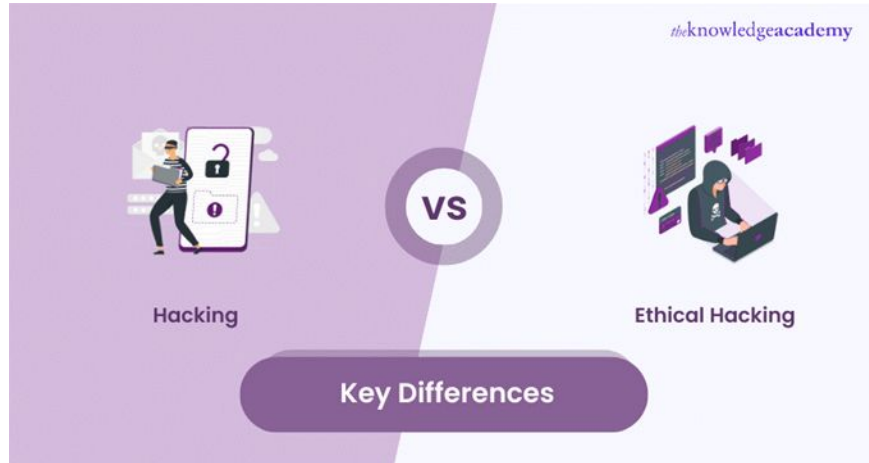 theknowledgeacademy
VS
Hacking
Ethical Hacking
Key Differences